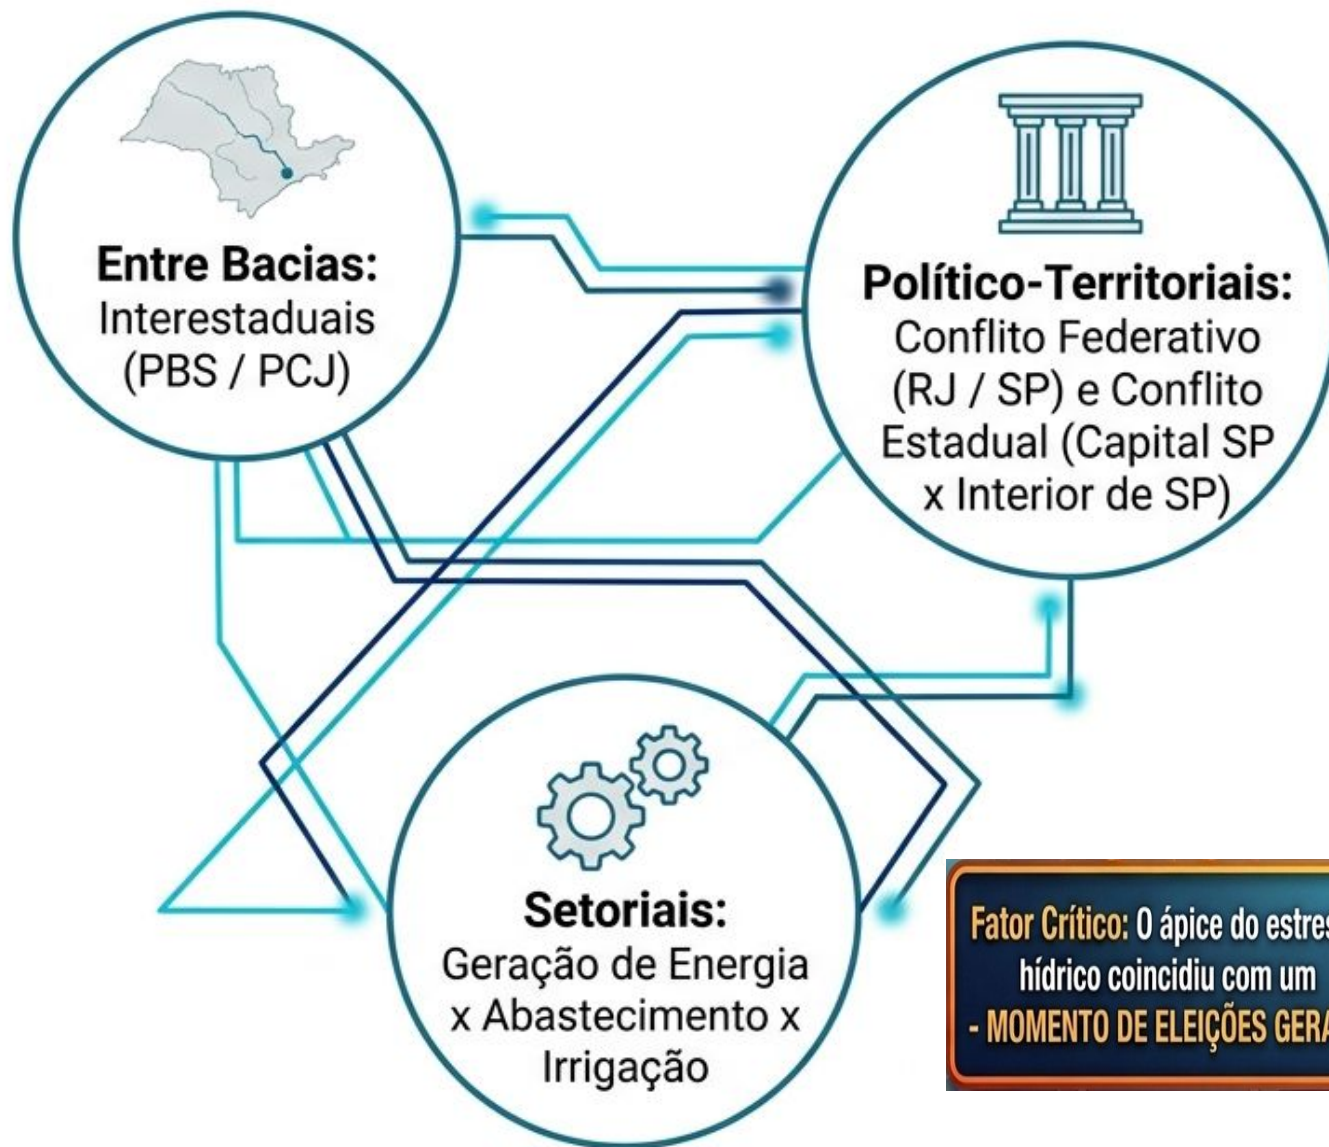 Entre Bacias:
Interestaduais
(PBS / PCJ)
Político-Territoriais:
Conflito Federativo
(RJ / SP) e Conflito
Estadual (Capital SP
x Interior de SP)
Setoriais:
Geração de Energia
x Abastecimento x
Irrigação
Fator Crítico: O ápice do
hídrico coincidiu com um
- MOMENTO DE ELEIÇÕES